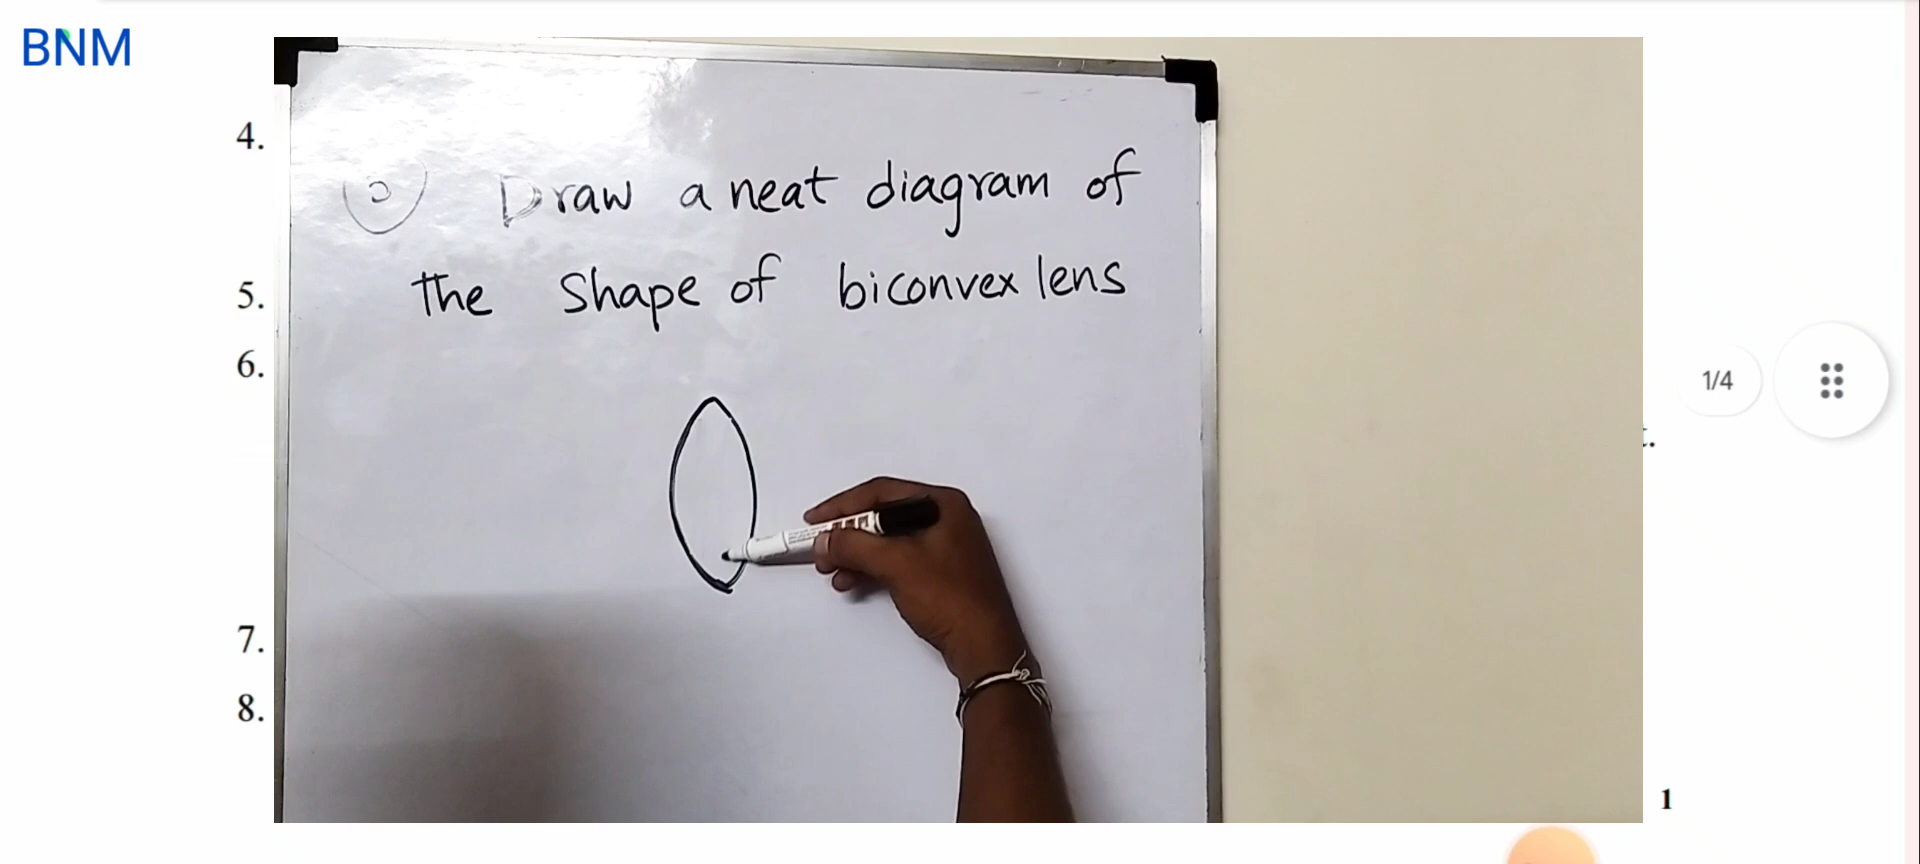 BNM
4.
Draw a neat diagram of
the Shape of biconvex lens
5.
6.
1/4
7.
8.
1